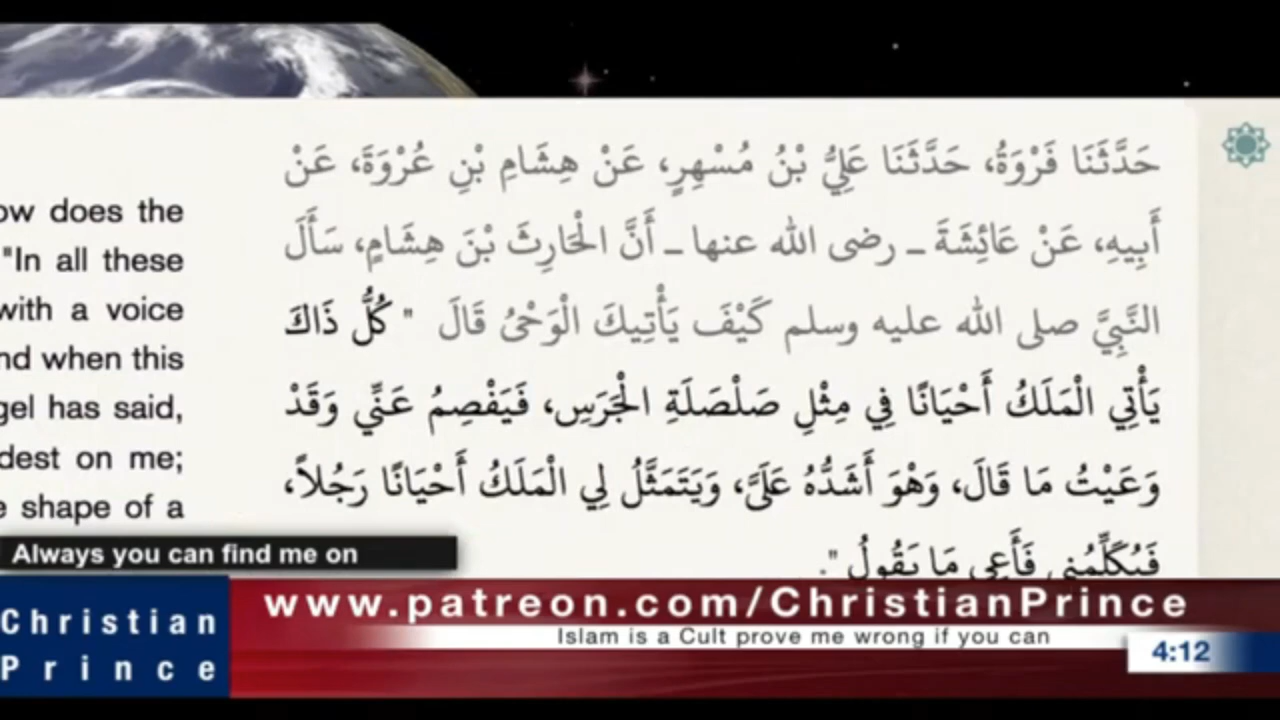 حَدَّثَنَا فَرْوَةُ، حَدَّثَنَا عَلِيُّ بْنُ مُسْهِرٍ، عَنْ هِشَامِ بْنِ عُرْوَةَ، عَنْ
أَبِيهِ، عَنْ عَائِشَةَ ـ رضى الله عنها ـ أَنَّ الْحَارِثَ بْنَ هِشَامٍ، سَأَلَ
النَّبِيَّ صلى الله عليه وسلم كَيْفَ يَأْتِيكَ الْوَحْىُ قَالَ " كُلُّ ذَاكَ
يَأْتِي الْمَلَكُ أَحْيَانًا فِي مِثْلِ صَلْصَلَةِ الْجَرَسِ، فَيَفْصِمُ عَنِّي وَقَدْ
وَعَيْتُ مَا قَالَ، وَهْوَ أَشَدُّهُ عَلَىَّ، وَيَتَمَثَّلُ لِي الْمَلَكُ أَحْيَانًا رَجُلاً،
فَيُكَلِّمُنِي فَأَعِي مَا يَقُولُ ".
ow does the
"In all these
with a voice
nd when this
gel has said,
dest on me;
e shape of a
Always you can find me on
Christian
Prince
www.patreon.com/ChristianPrince
Islam is a Cult prove me wrong if you can
4:12